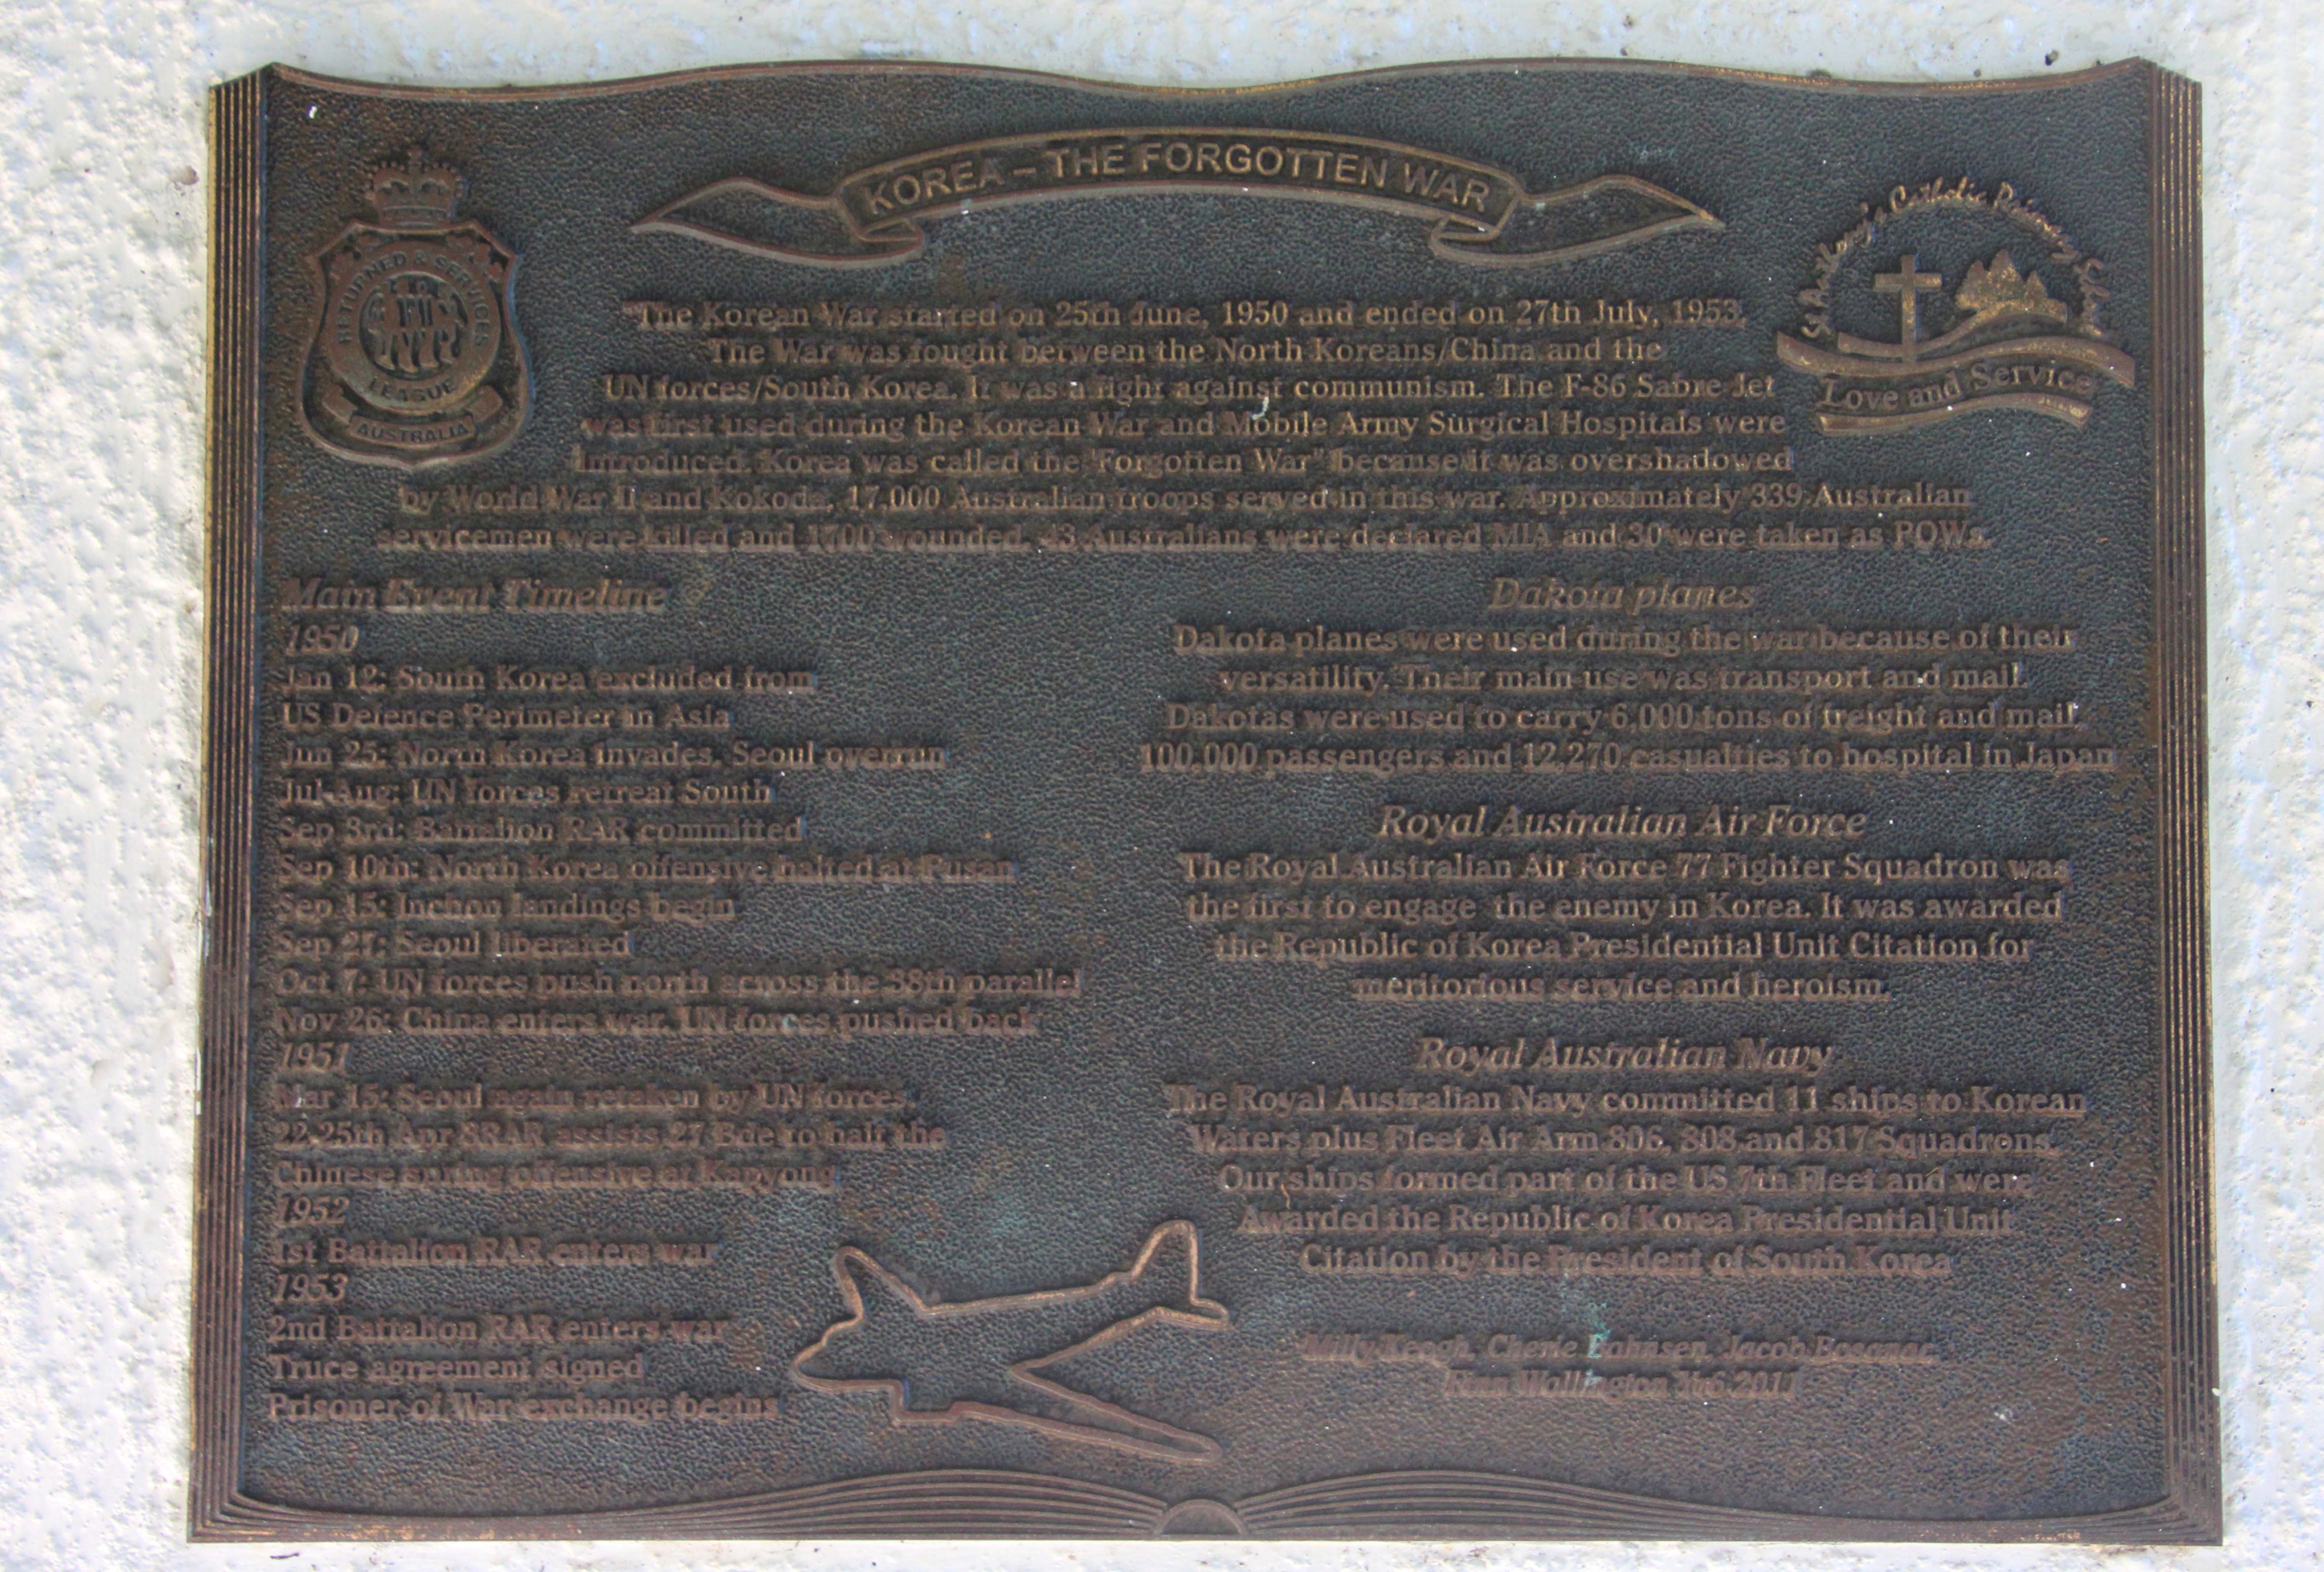 KOREA – THE FORGOTTEN WAR
RETURNED & SERVICES
LEAGUE
AUSTRALIA
St Anthony's Catholic Primary School
Love and Service
"The Korean War started on 25th June, 1950 and ended on 27th July, 1953.
The War was fought between the North Koreans/China and the
UN forces/South Korea. It was a fight against communism. The F-86 Sabre Jet
was first used during the Korean War and Mobile Army Surgical Hospitals were
introduced. Korea was called the "Forgotten War" because it was overshadowed
by World War II and Kokoda. 17,000 Australian troops served in this war. Approximately 339 Australian
servicemen were killed and 1700 wounded. 43 Australians were declared MIA and 30 were taken as POWs.
Main Event Timeline
1950
Jan 12: South Korea excluded from
US Defence Perimeter in Asia
Jun 25: North Korea invades. Seoul overrun
Jul-Aug: UN forces retreat South
Sep 3rd: Battalion RAR committed
Sep 10th: North Korea offensive halted at Pusan
Sep 15: Inchon landings begin
Sep 27: Seoul liberated
Oct 7: UN forces push north across the 38th parallel
Nov 26: China enters war. UN forces pushed back
1951
Mar 15: Seoul again retaken by UN forces
22-25th Apr 3RAR assists 27 Bde to halt the
Chinese spring offensive at Kapyong
1952
1st Battalion RAR enters war
1953
2nd Battalion RAR enters war
Truce agreement signed
Prisoner of War exchange begins
Dakota planes
Dakota planes were used during the war because of their
versatility. Their main use was transport and mail.
Dakotas were used to carry 6,000 tons of freight and mail
100,000 passengers and 12,270 casualties to hospital in Japan
Royal Australian Air Force
The Royal Australian Air Force 77 Fighter Squadron was
the first to engage the enemy in Korea. It was awarded
the Republic of Korea Presidential Unit Citation for
meritorious service and heroism.
Royal Australian Navy
The Royal Australian Navy committed 11 ships to Korean
Waters plus Fleet Air Arm 806, 808 and 817 Squadrons.
Our ships formed part of the US 7th Fleet and were
Awarded the Republic of Korea Presidential Unit
Citation by the President of South Korea
Milly Keogh, Cherie Fahnsen, Jacob Bosanac
Finn Wallington Yr6 2011